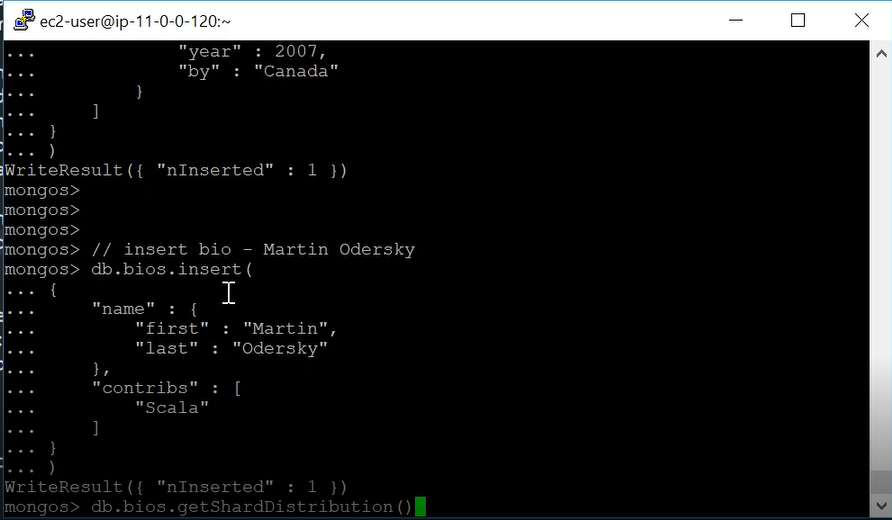 ec2-user@ip-11-0-0-120:~
... "year" : 2007,
... "by" : "Canada"
... }
... ]
... }
... )
WriteResult({ "nInserted" : 1 })
mongos>
mongos>
mongos>
mongos> // insert bio - Martin Odersky
mongos> db.bios.insert(
... {
... "name" : {
... "first" : "Martin",
... "last" : "Odersky"
... },
... "contribs" : [
... "Scala"
... ]
... }
... )
WriteResult({ "nInserted" : 1 })
mongos> db.bios.getShardDistribution()